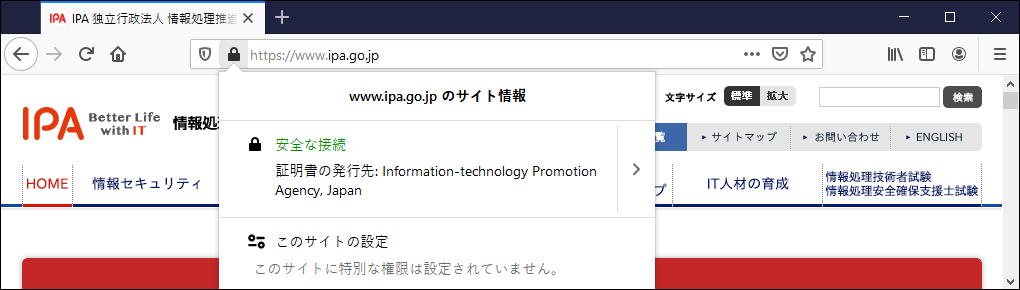 IPA IPA 独立行政法人 情報処理推進
https://www.ipa.go.jp
www.ipa.go.jp のサイト情報
文字サイズ 標準 拡大 検索
IPA Better Life with IT 情報処
安全な接続
証明書の発行先: Information-technology Promotion
Agency, Japan
覧 サイトマップ お問い合わせ ENGLISH
HOME 情報セキュリティ プ IT人材の育成 情報処理技術者試験
情報処理安全確保支援士試験
このサイトの設定
このサイトに特別な権限は設定されていません。